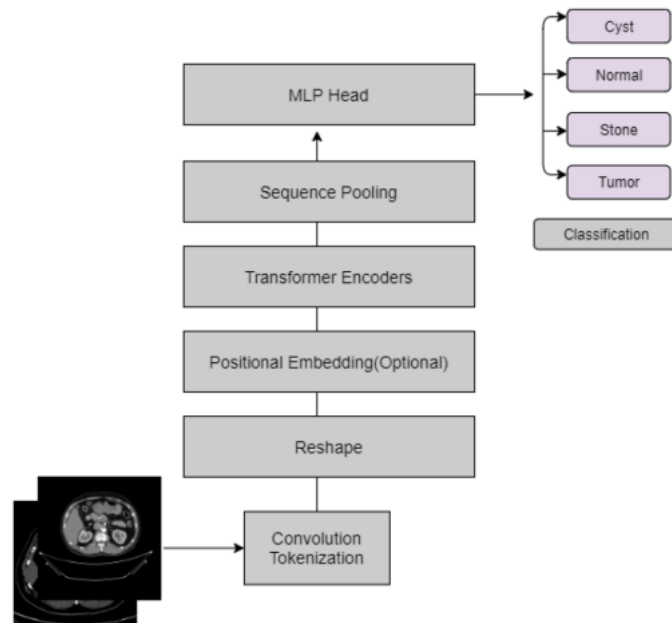 Cyst
Normal
MLP Head
Stone
Tumor
Sequence Pooling
Classification
Transformer Encoders
Positional Embedding(Optional)
Reshape
Convolution
Tokenization